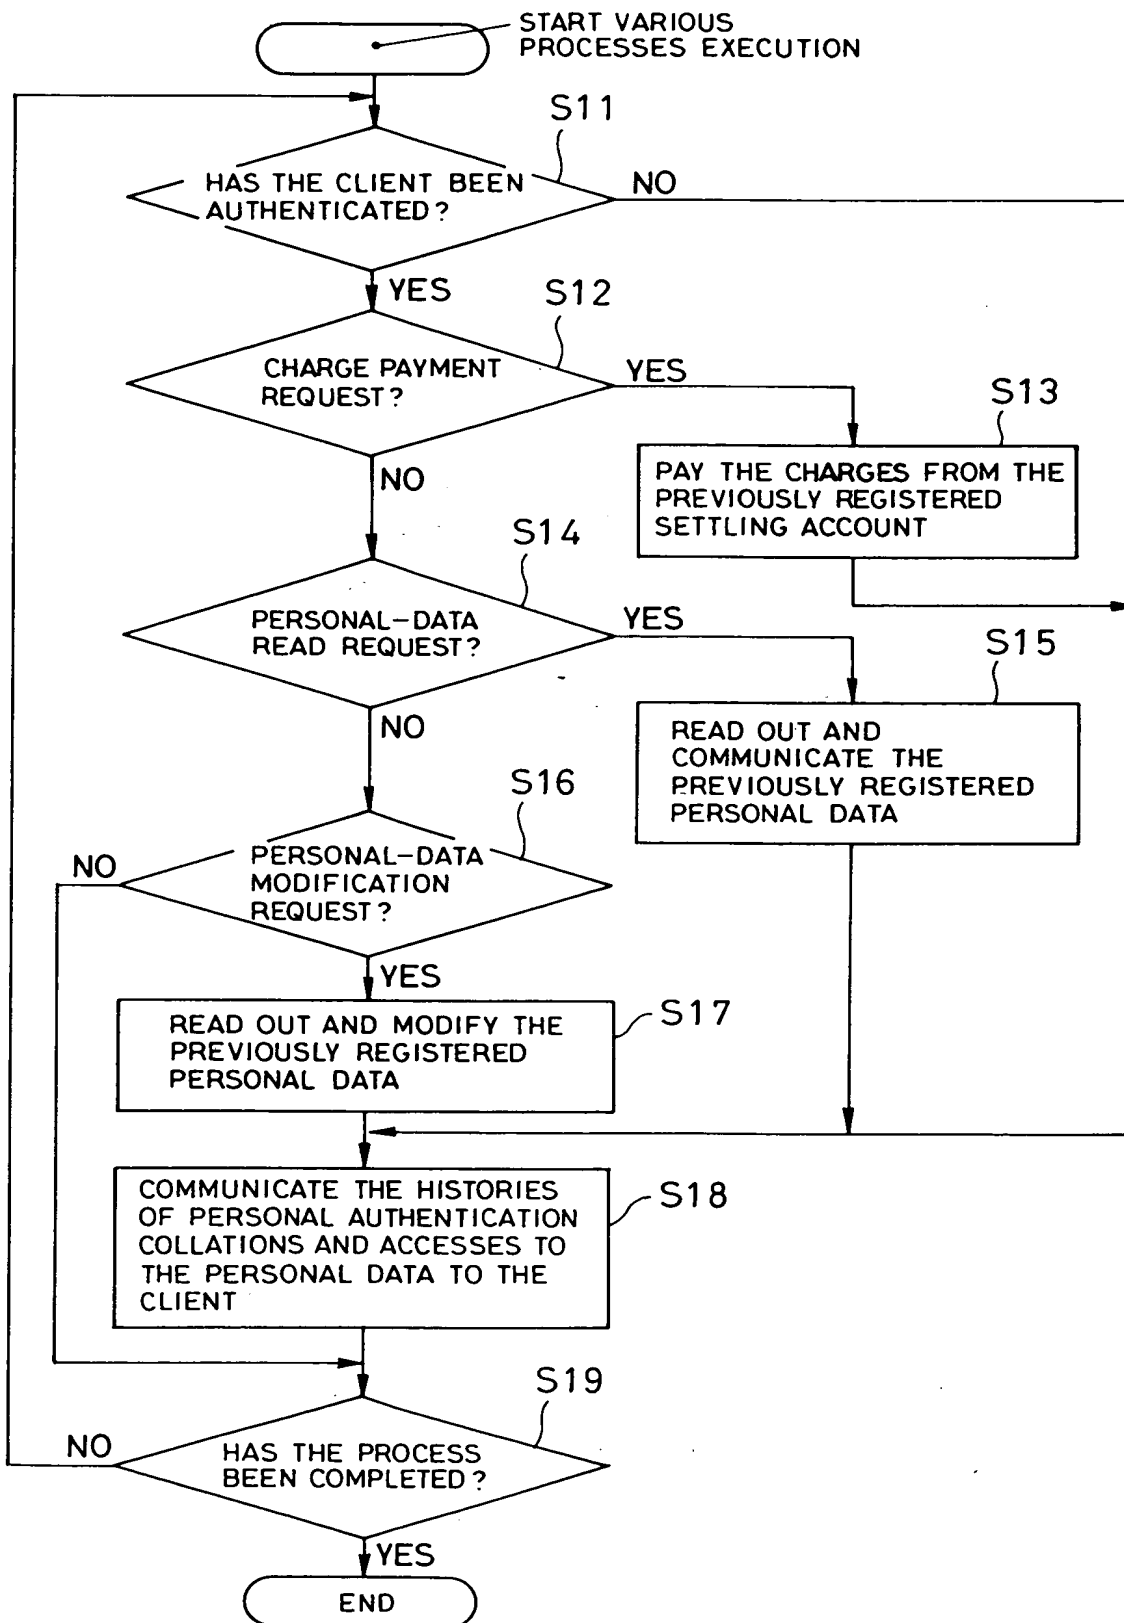 START VARIOUS
PROCESSES EXECUTION
S11
HAS THE CLIENT BEEN
AUTHENTICATED?
NO
YES
S12
CHARGE PAYMENT
REQUEST?
YES
S13
PAY THE CHARGES FROM THE
PREVIOUSLY REGISTERED
SETTLING ACCOUNT
NO
S14
PERSONAL-DATA
READ REQUEST?
YES
S15
READ OUT AND
COMMUNICATE THE
PREVIOUSLY REGISTERED
PERSONAL DATA
NO
S16
PERSONAL-DATA
MODIFICATION
REQUEST?
NO
YES
S17
READ OUT AND MODIFY THE
PREVIOUSLY REGISTERED
PERSONAL DATA
S18
COMMUNICATE THE HISTORIES
OF PERSONAL AUTHENTICATION
COLLATIONS AND ACCESSES TO
THE PERSONAL DATA TO THE
CLIENT
S19
HAS THE PROCESS
BEEN COMPLETED?
NO
YES
END